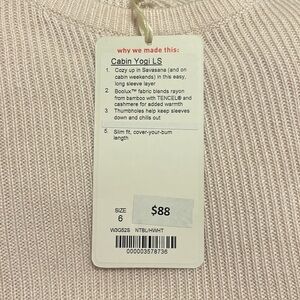 why we made this:
Cabin Yogi LS
1. Cozy up in Savasana (and on
cabin weekends) in this easy,
long sleeve layer
2. Boolux™ fabric blends rayon
from bamboo with TENCEL® and
cashmere for added warmth
3 Thumbholes help keep sleeves
down and chills out
5. Slim fit, cover-your-bum
length
SIZE
6
$88
W3G52S NTBL/HWHT
000003578736